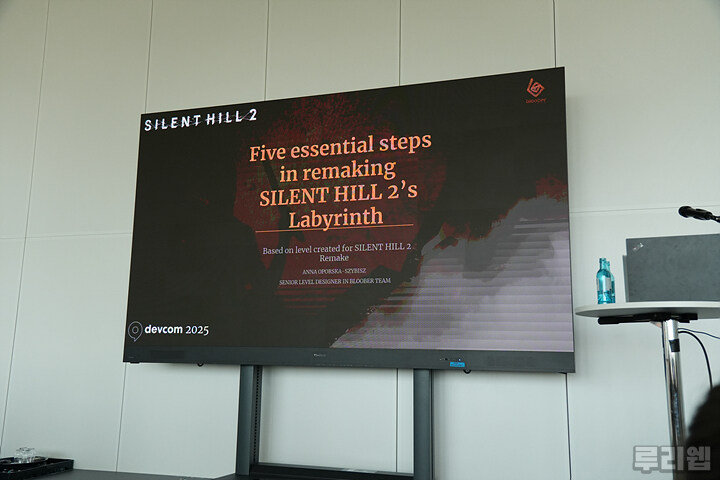 SILENT HILL 2
Five essential steps
in remaking
SILENT HILL 2's
Labyrinth
Based on level created for SILENT HILL 2
Remake
ANNA OPORSKA-SZYBISZ
SENIOR LEVEL DESIGNER IN BLOOBER TEAM
devcom 2025
루리웹